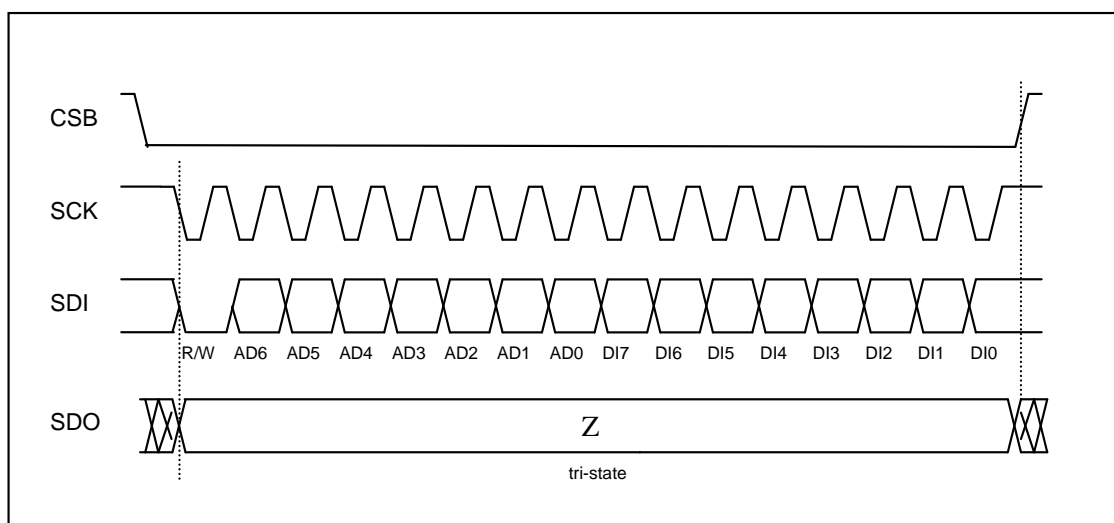 CSB
SCK
SDI
R/W AD6 AD5 AD4 AD3 AD2 AD1 AD0 DI7 DI6 DI5 DI4 DI3 DI2 DI1 DI0
SDO
Z
tri-state